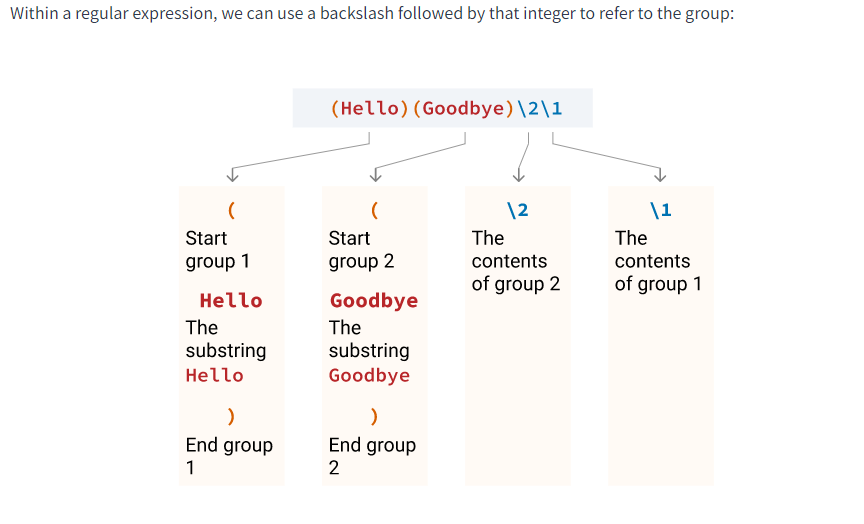 Within a regular expression, we can use a backslash followed by that integer to refer to the group:
(Hello)(Goodbye)\2\1
(
Start
group 1
Hello
The
substring
Hello
)
End group
1
(
Start
group 2
Goodbye
The
substring
Goodbye
)
End group
2
\2
The
contents
of group 2
\1
The
contents
of group 1